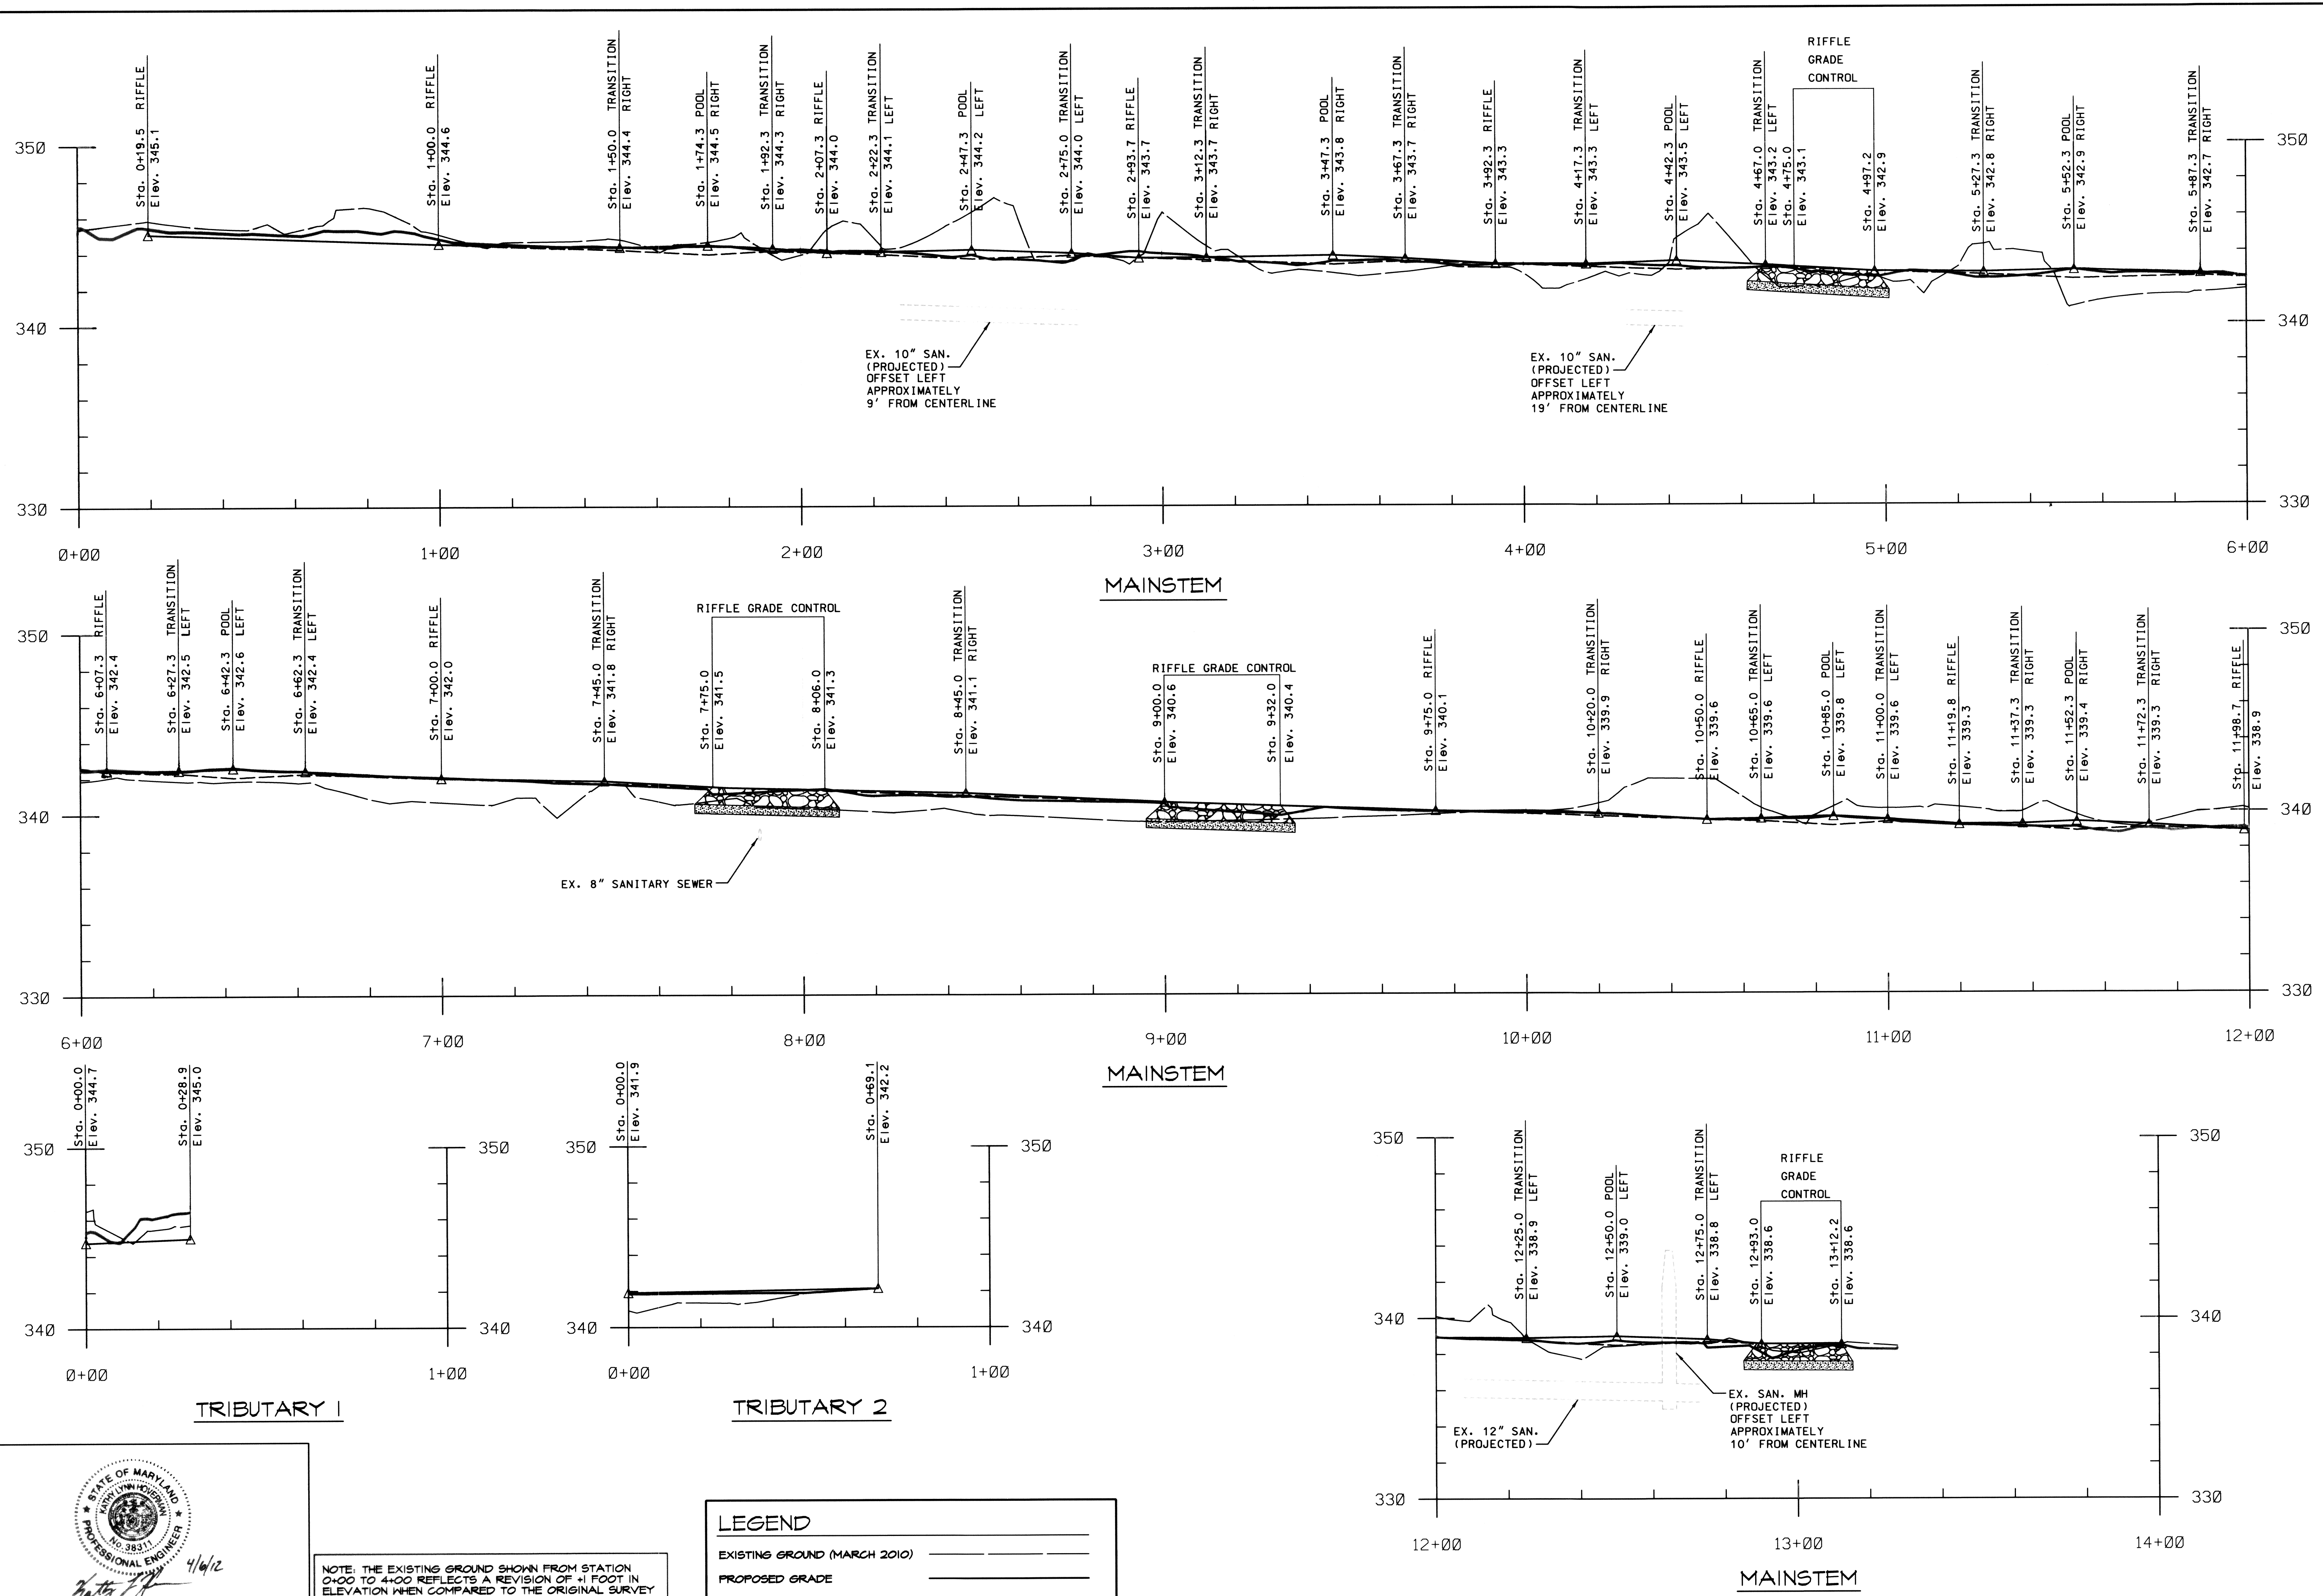 Sta. 0+19.5 RIFFLE
Elev. 345.1
Sta. 1+00.0 RIFFLE
Elev. 344.6
Sta. 1+50.0 TRANSITION
Elev. 344.4 RIGHT
Sta. 1+74.3 POOL
Elev. 344.5 RIGHT
Sta. 1+92.3 TRANSITION
Elev. 344.3 RIGHT
Sta. 2+07.3 RIFFLE
Elev. 344.0
Sta. 2+22.3 TRANSITION
Elev. 344.1 LEFT
Sta. 2+47.3 POOL
Elev. 344.2 LEFT
Sta. 2+75.0 TRANSITION
Elev. 344.0 LEFT
Sta. 2+93.7 RIFFLE
Elev. 343.7
Sta. 3+12.3 TRANSITION
Elev. 343.7 RIGHT
Sta. 3+47.3 POOL
Elev. 343.8 RIGHT
Sta. 3+67.3 TRANSITION
Elev. 343.7 RIGHT
Sta. 3+92.3 RIFFLE
Elev. 343.3
Sta. 4+17.3 TRANSITION
Elev. 343.3 LEFT
Sta. 4+42.3 POOL
Elev. 343.5 LEFT
Sta. 4+67.0 TRANSITION
Elev. 343.2 LEFT
RIFFLE
GRADE
CONTROL
Sta. 4+75.0
Elev. 343.1
Sta. 4+97.2
Elev. 342.9
Sta. 5+27.3 TRANSITION
Elev. 342.8 RIGHT
Sta. 5+52.3 POOL
Elev. 342.9 RIGHT
Sta. 5+87.3 TRANSITION
Elev. 342.7 RIGHT
350
350
340
340
EX. 10" SAN.
(PROJECTED)
OFFSET LEFT
APPROXIMATELY
9' FROM CENTERLINE
EX. 10" SAN.
(PROJECTED)
OFFSET LEFT
APPROXIMATELY
19' FROM CENTERLINE
330
330
0+00
1+00
2+00
3+00
4+00
5+00
6+00
MAINSTEM
Sta. 6+07.3 RIFFLE
Elev. 342.4
Sta. 6+27.3 TRANSITION
Elev. 342.5 LEFT
Sta. 6+42.3 POOL
Elev. 342.6 LEFT
Sta. 6+62.3 TRANSITION
Elev. 342.4 LEFT
Sta. 7+00.0 RIFFLE
Elev. 342.0
Sta. 7+45.0 TRANSITION
Elev. 341.8 RIGHT
RIFFLE GRADE CONTROL
Sta. 7+75.0
Elev. 341.5
Sta. 8+06.0
Elev. 341.3
Sta. 8+45.0 TRANSITION
Elev. 341.1 RIGHT
RIFFLE GRADE CONTROL
Sta. 9+00.0
Elev. 340.6
Sta. 9+32.0
Elev. 340.4
Sta. 9+75.0 RIFFLE
Elev. 340.1
Sta. 10+20.0 TRANSITION
Elev. 339.9 RIGHT
Sta. 10+50.0 RIFFLE
Elev. 339.6
Sta. 10+65.0 TRANSITION
Elev. 339.6 LEFT
Sta. 10+85.0 POOL
Elev. 339.8 LEFT
Sta. 11+00.0 TRANSITION
Elev. 339.6 LEFT
Sta. 11+19.8 RIFFLE
Elev. 339.3
Sta. 11+37.3 TRANSITION
Elev. 339.3 RIGHT
Sta. 11+52.3 POOL
Elev. 339.4 RIGHT
Sta. 11+72.3 TRANSITION
Elev. 339.3 RIGHT
Sta. 11+98.7 RIFFLE
Elev. 338.9
350
350
340
340
EX. 8" SANITARY SEWER
330
330
6+00
7+00
8+00
9+00
10+00
11+00
12+00
MAINSTEM
Sta. 0+00.0
Elev. 344.7
Sta. 0+28.9
Elev. 345.0
350
350
340
340
0+00
1+00
TRIBUTARY 1
Sta. 0+00.0
Elev. 341.9
Sta. 0+69.1
Elev. 342.2
350
350
340
340
0+00
1+00
TRIBUTARY 2
Sta. 12+25.0 TRANSITION
Elev. 338.9 LEFT
Sta. 12+50.0 POOL
Elev. 339.0 LEFT
Sta. 12+75.0 TRANSITION
Elev. 338.8 LEFT
RIFFLE
GRADE
CONTROL
Sta. 12+93.0
Elev. 338.6
Sta. 13+12.2
Elev. 338.6
350
350
340
340
EX. 12" SAN.
(PROJECTED)
EX. SAN. MH
(PROJECTED)
OFFSET LEFT
APPROXIMATELY
10' FROM CENTERLINE
330
330
12+00
13+00
14+00
MAINSTEM
STATE OF MARYLAND
KATHY LYNN HOVERMAN
No. 38311
PROFESSIONAL ENGINEER
4/6/12
NOTE: THE EXISTING GROUND SHOWN FROM STATION
0+00 TO 4+00 REFLECTS A REVISION OF +1 FOOT IN
ELEVATION WHEN COMPARED TO THE ORIGINAL SURVEY
LEGEND
EXISTING GROUND (MARCH 2010)
PROPOSED GRADE